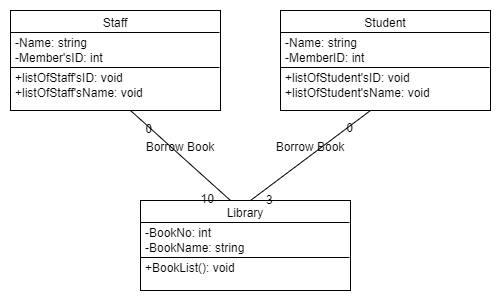 Staff
-Name: string
-Member'sID: int
+listOfStaff'sID: void
+listOfStaff'sName: void
Student
-Name: string
-MemberID: int
+listOfStudent'sID: void
+listOfStudent'sName: void
0
0
Borrow Book
Borrow Book
10
3
Library
-BookNo: int
-BookName: string
+BookList(): void